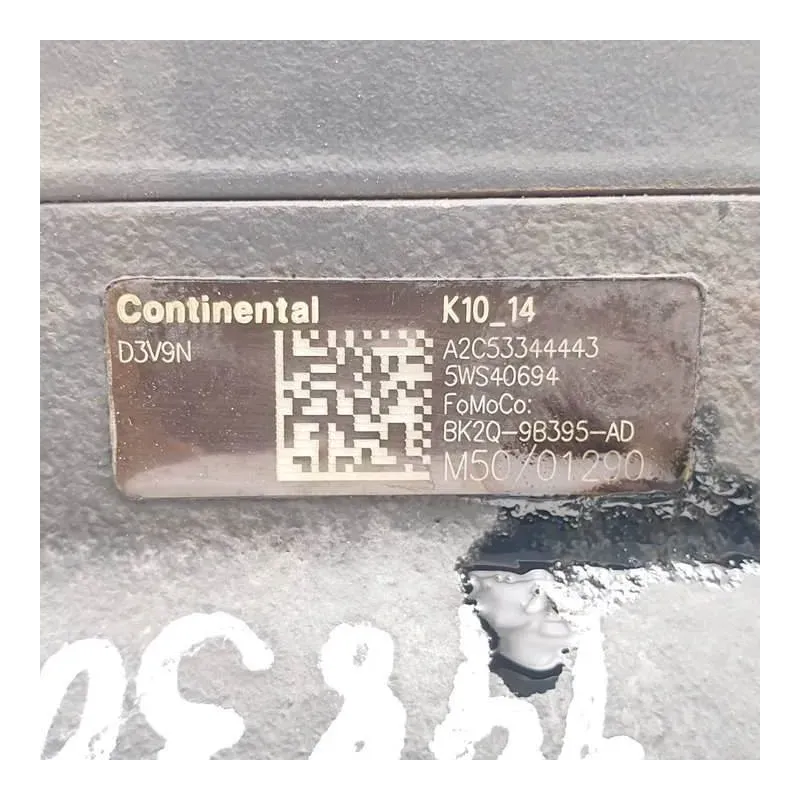 Continental K10_14
D3V9N A2C53344443
5WS40694
FoMoCo:
BK2Q-9B395-AD
M50/01290